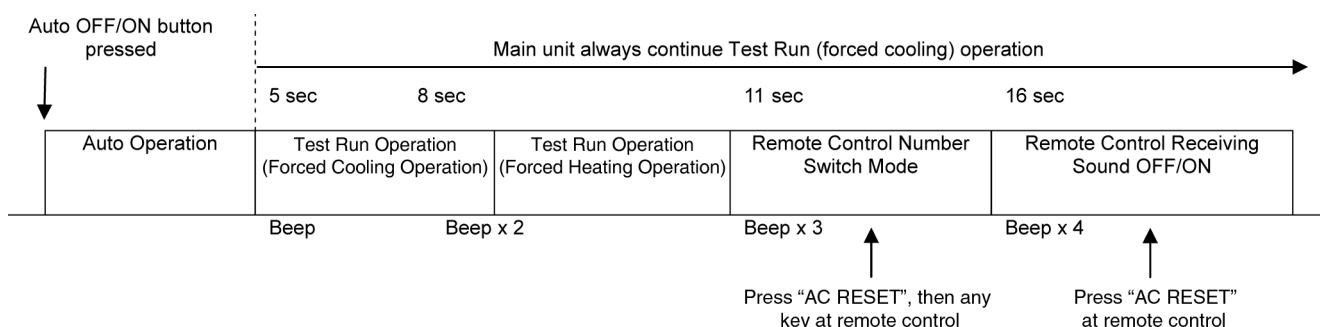 Auto OFF/ON button
pressed
Main unit always continue Test Run (forced cooling) operation
5 sec
8 sec
11 sec
16 sec
Auto Operation
Test Run Operation
(Forced Cooling Operation)
Test Run Operation
(Forced Heating Operation)
Remote Control Number
Switch Mode
Remote Control Receiving
Sound OFF/ON
Beep
Beep x 2
Beep x 3
Beep x 4
Press “AC RESET”, then any
key at remote control
Press “AC RESET”
at remote control